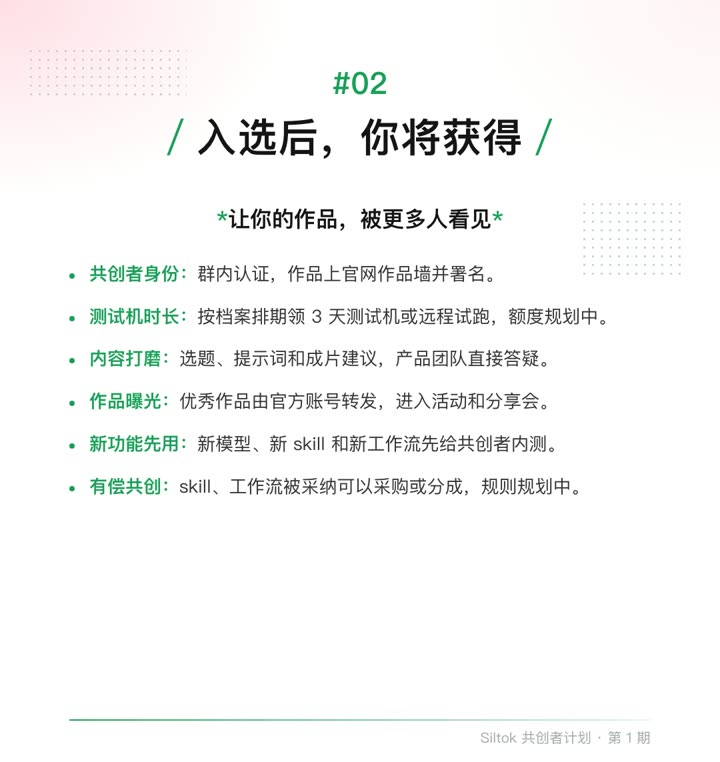 #02
/ 入选后，你将获得 /
*让你的作品，被更多人看见*
• 共创者身份：群内认证，作品上官网作品墙并署名。
• 测试机时长：按档案排期领 3 天测试机或远程试跑，额度规划中。
• 内容打磨：选题、提示词和成片建议，产品团队直接答疑。
• 作品曝光：优秀作品由官方账号转发，进入活动和分享会。
• 新功能先用：新模型、新 skill 和新工作流先给共创者内测。
• 有偿共创：skill、工作流被采纳可以采购或分成，规则规划中。
Siltok 共创者计划 · 第 1 期